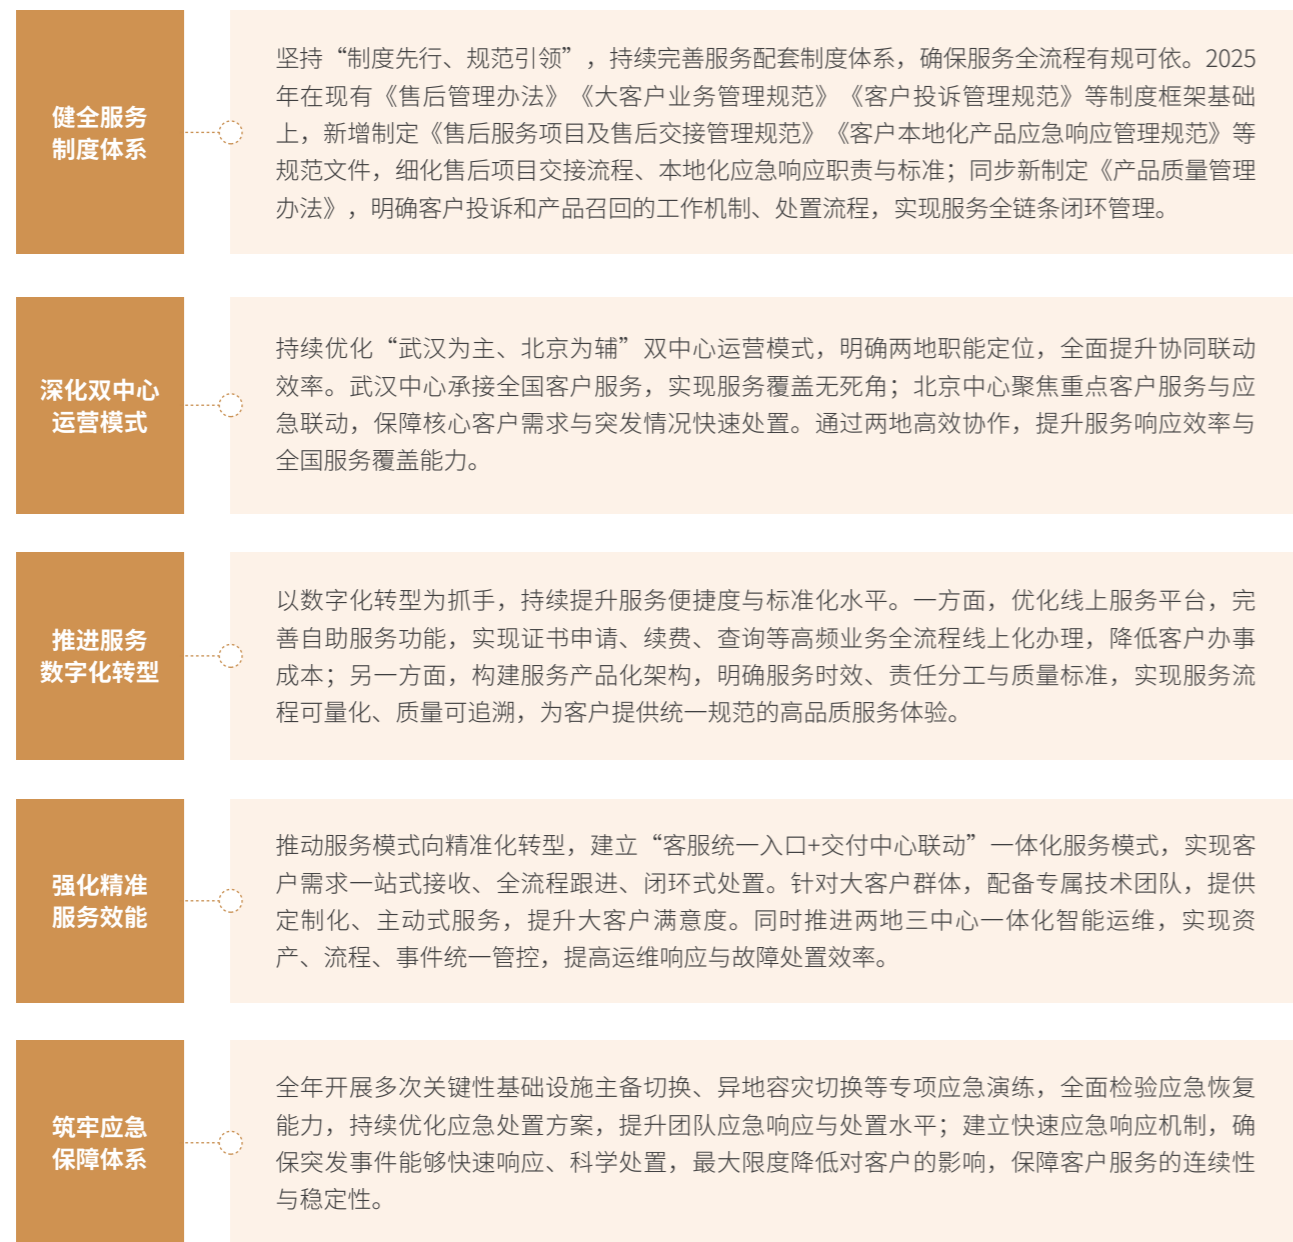 健全服务
制度体系
坚持“制度先行、规范引领”，持续完善服务配套制度体系，确保服务全流程有规可依。2025
年在现有《售后管理办法》《大客户业务管理规范》《客户投诉管理规范》等制度框架基础
上，新增制定《售后服务项目及售后交接管理规范》《客户本地化产品应急响应管理规范》等
规范文件，细化售后项目交接流程、本地化应急响应职责与标准；同步新制定《产品质量管理
办法》，明确客户投诉和产品召回的工作机制、处置流程，实现服务全链条闭环管理。
深化双中心
运营模式
持续优化“武汉为主、北京为辅”双中心运营模式，明确两地职能定位，全面提升协同联动
效率。武汉中心承接全国客户服务，实现服务覆盖无死角；北京中心聚焦重点客户服务与应
急联动，保障核心客户需求与突发情况快速处置。通过两地高效协作，提升服务响应效率与
全国服务覆盖能力。
推进服务
数字化转型
以数字化转型为抓手，持续提升服务便捷度与标准化水平。一方面，优化线上服务平台，完
善自助服务功能，实现证书申请、续费、查询等高频业务全流程线上化办理，降低客户办事
成本；另一方面，构建服务产品化架构，明确服务时效、责任分工与质量标准，实现服务流
程可量化、质量可追溯，为客户提供统一规范的高品质服务体验。
强化精准
服务效能
推动服务模式向精准化转型，建立“客服统一入口+交付中心联动”一体化服务模式，实现客
户需求一站式接收、全流程跟进、闭环式处置。针对大客户群体，配备专属技术团队，提供
定制化、主动式服务，提升大客户满意度。同时推进两地三中心一体化智能运维，实现资
产、流程、事件统一管控，提高运维响应与故障处置效率。
筑牢应急
保障体系
全年开展多次关键性基础设施主备切换、异地容灾切换等专项应急演练，全面检验应急恢复
能力，持续优化应急处置方案，提升团队应急响应与处置水平；建立快速应急响应机制，确
保突发事件能够快速响应、科学处置，最大限度降低对客户的影响，保障客户服务的连续性
与稳定性。